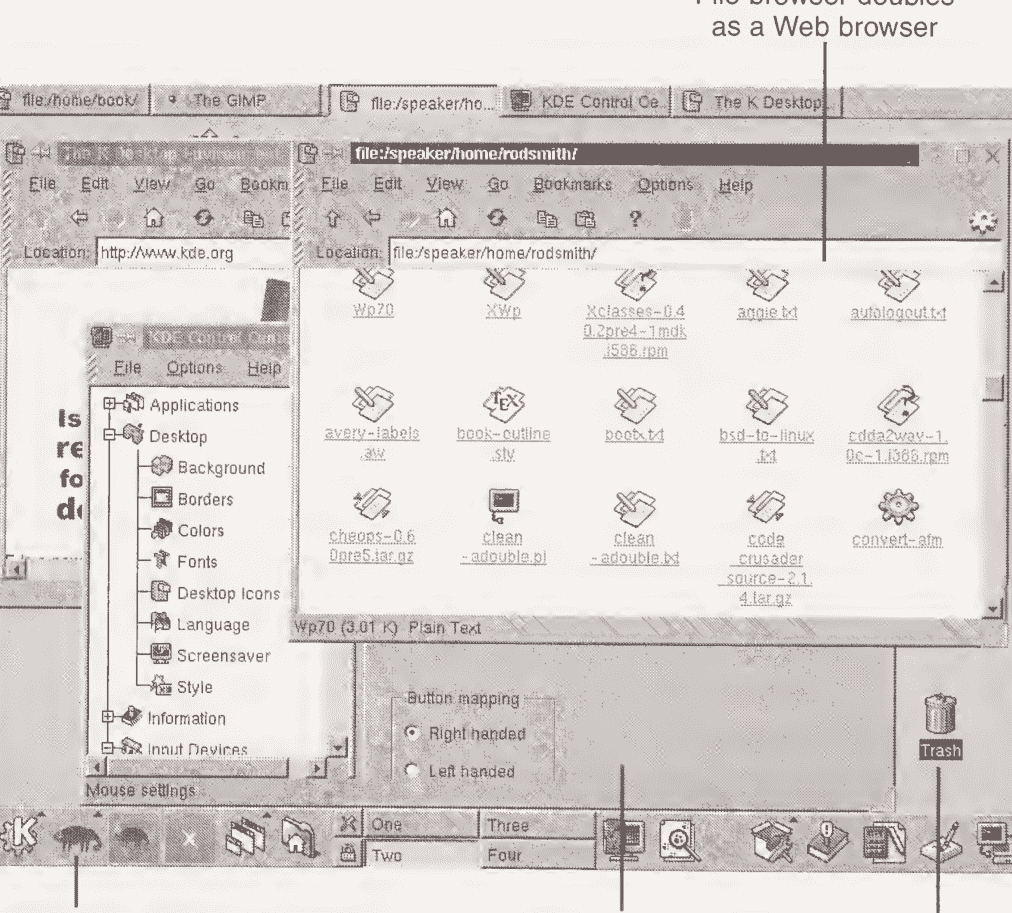 File browser doubles
as a Web browser
file:/home/book/
The GIMP
file:/speaker/ho...
KDE Control Ce..
The K Desktop...
file:/speaker/home/rodsmith/
File Edit View Go Bookm
File Edit View Go Bookmarks Options Help
Location: http://www.kde.org
Location: file:/speaker/home/rodsmith/
Wp70
XWp
Xclasses-0.4
0.2pre4-1mdk
.i586.rpm
aggie.txt
autologout.txt
KDE Control Cen
File Options Help
Applications
Desktop
Background
Borders
Colors
Fonts
Desktop Icons
Language
Screensaver
Style
Information
Input Devices
Mouse settings
Is
re
fo
de
avery-labels
.aw
book-outline
.sty
bootx.txt
bsd-to-linux
.txt
cdda2wav-1.
0c-1.i386.rpm
cheops-0.6
0pre5.tar.gz
clean
-adouble.pl
clean
-adouble.txt
code
crusader
source-2.1.
4.tar.gz
convert-afm
Wp70 (3.01 K) Plain Text
Button mapping
Right handed
Left handed
Trash
K
X
One
Three
Two
Four